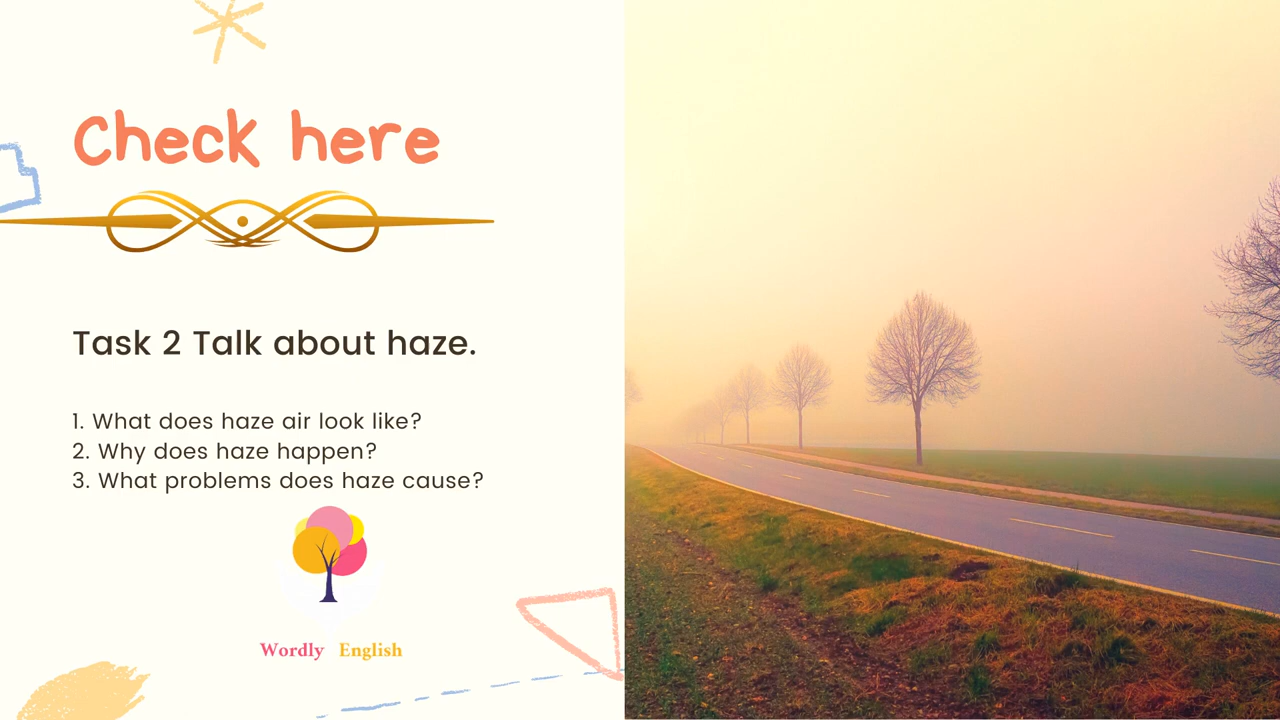 Check here
Task 2 Talk about haze.
1. What does haze air look like?
2. Why does haze happen?
3. What problems does haze cause?
Wordly English